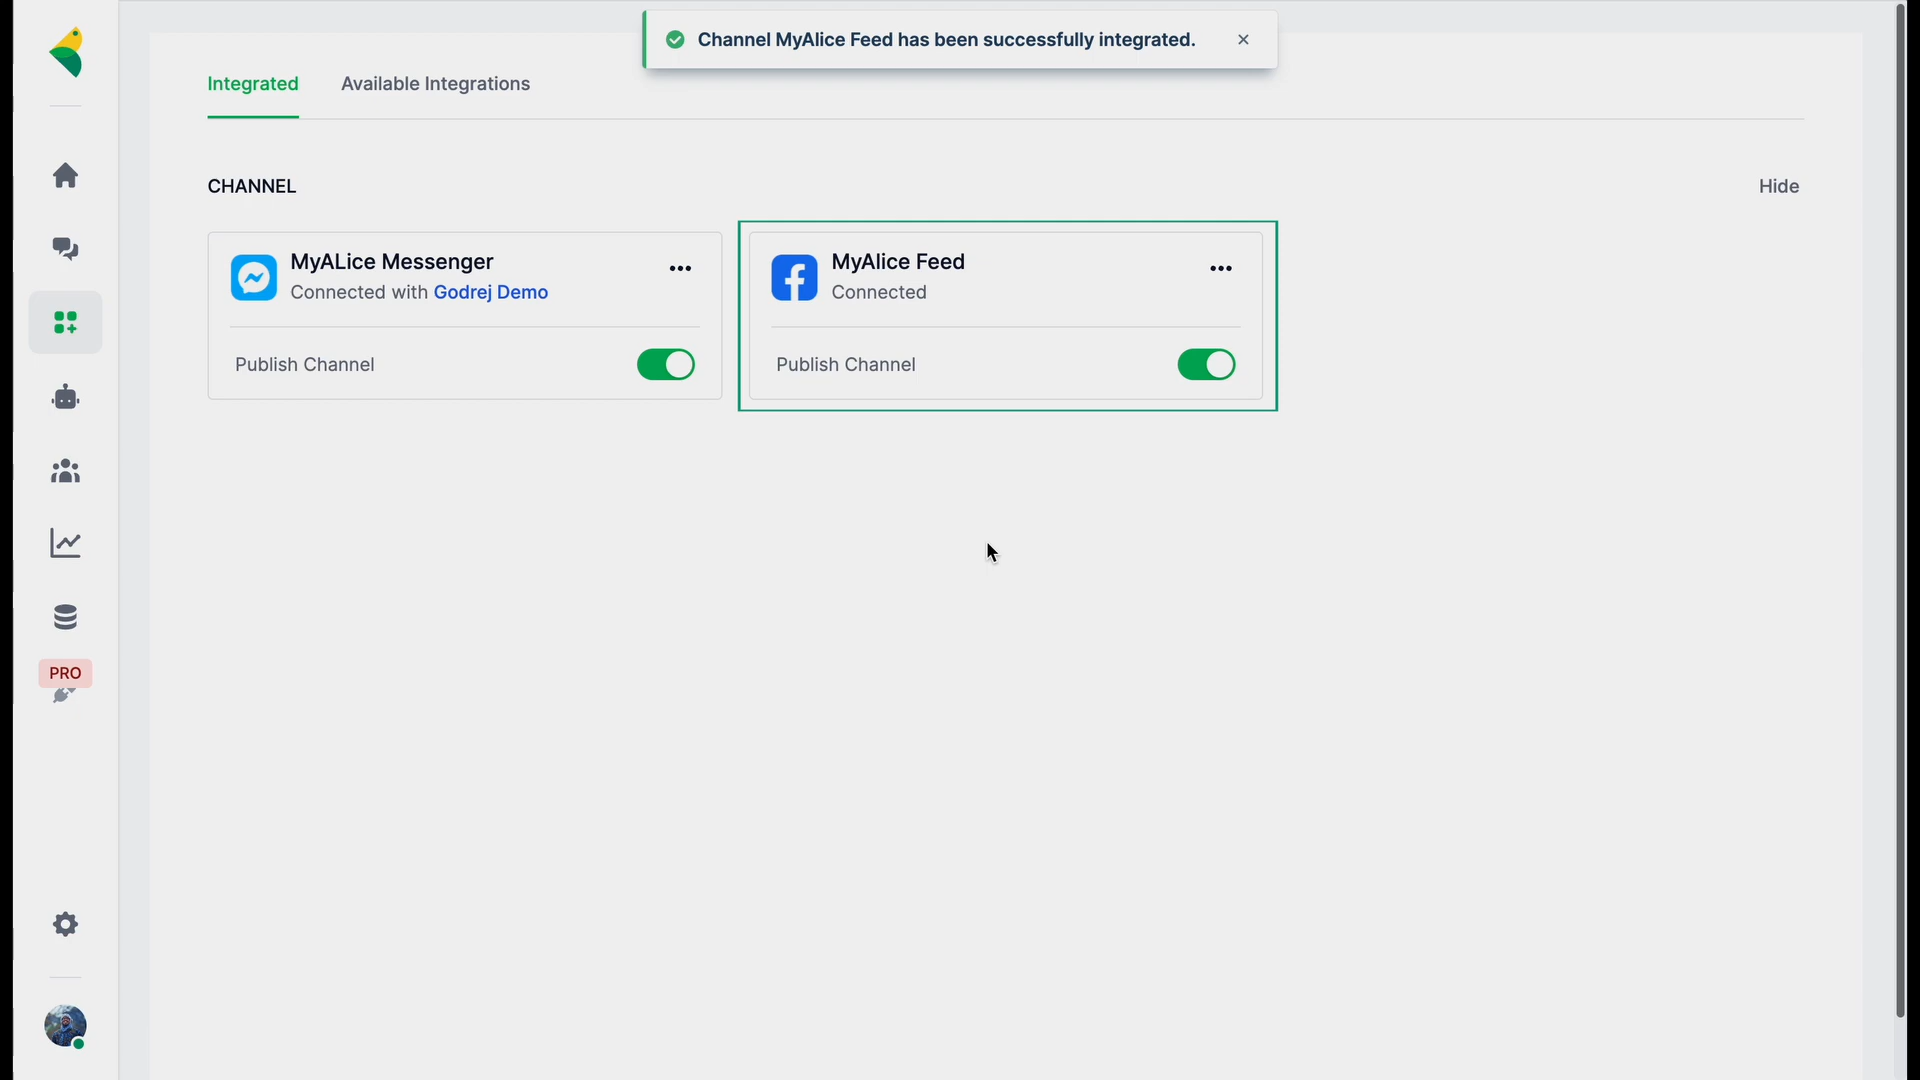 Channel MyAlice Feed has been successfully integrated.
Integrated
Available Integrations
CHANNEL
Hide
MyALice Messenger
Connected with Godrej Demo
Publish Channel
MyAlice Feed
Connected
Publish Channel
PRO